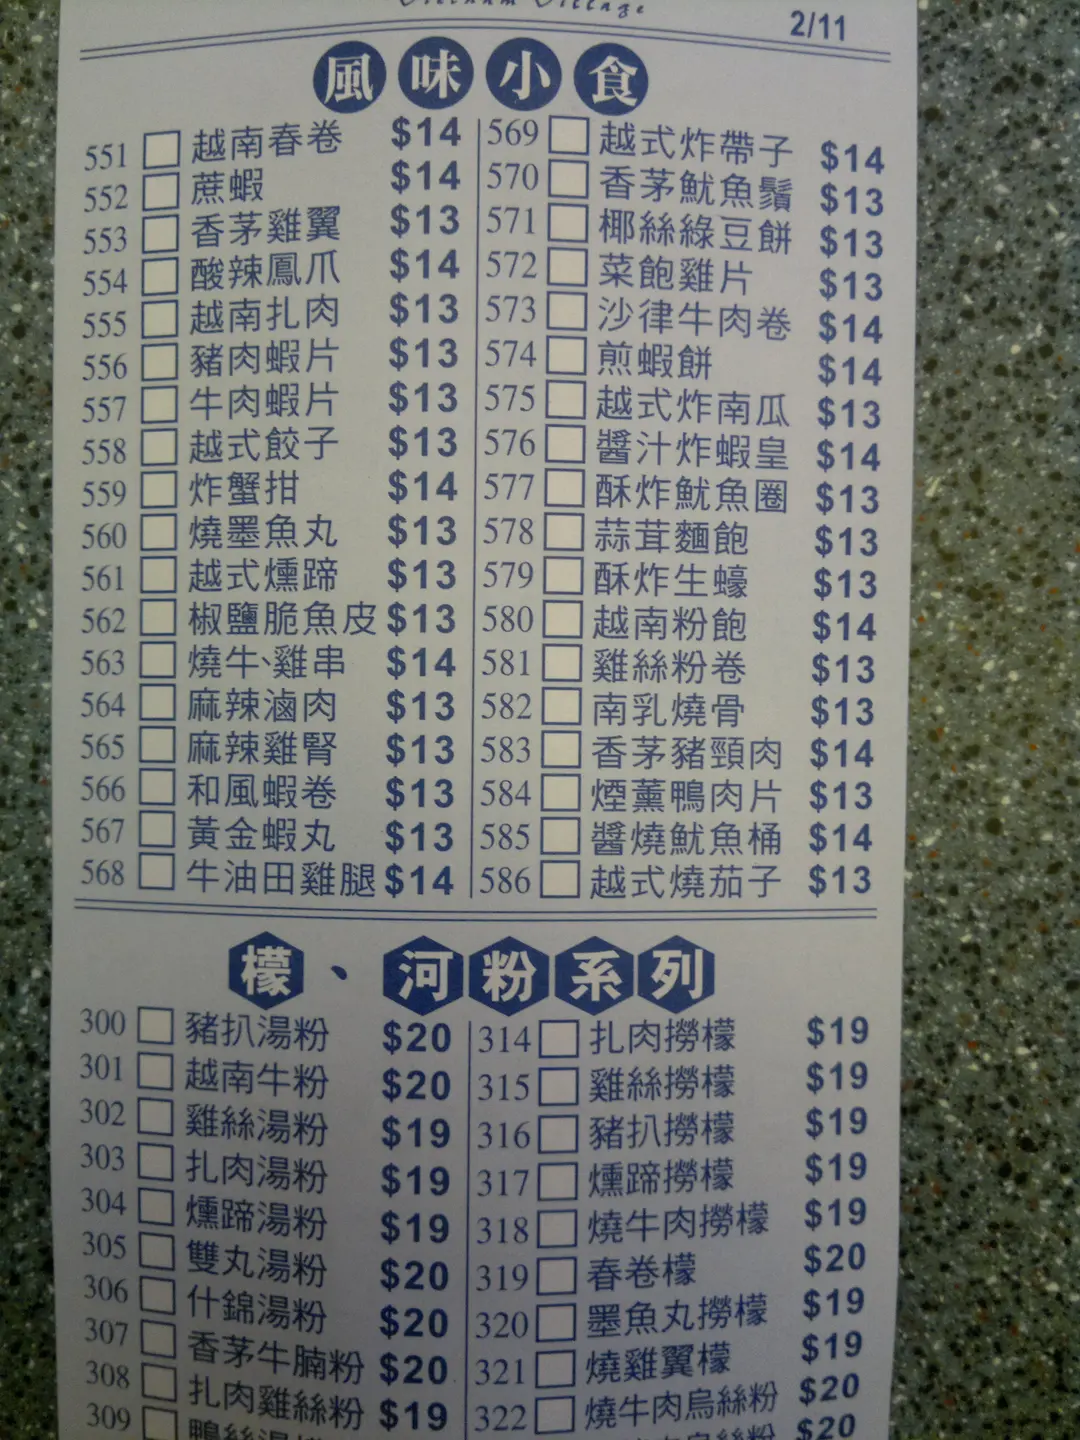 Vietnam Village
2/11
風味小食
551 越南春卷 $14
552 蔗蝦 $14
553 香茅雞翼 $13
554 酸辣鳳爪 $14
555 越南扎肉 $13
556 豬肉蝦片 $13
557 牛肉蝦片 $13
558 越式餃子 $13
559 炸蟹拑 $14
560 燒墨魚丸 $13
561 越式燻蹄 $13
562 椒鹽脆魚皮 $13
563 燒牛、雞串 $14
564 麻辣滷肉 $13
565 麻辣雞腎 $13
566 和風蝦卷 $13
567 黃金蝦丸 $13
568 牛油田雞腿 $14
569 越式炸帶子 $14
570 香茅魷魚鬚 $13
571 椰絲綠豆餅 $13
572 菜飽雞片 $13
573 沙律牛肉卷 $14
574 煎蝦餅 $14
575 越式炸南瓜 $13
576 醬汁炸蝦皇 $14
577 酥炸魷魚圈 $13
578 蒜茸麵飽 $13
579 酥炸生蠔 $13
580 越南粉飽 $14
581 雞絲粉卷 $13
582 南乳燒骨 $13
583 香茅豬頸肉 $14
584 煙薰鴨肉片 $13
585 醬燒魷魚桶 $14
586 越式燒茄子 $13
檬、河粉系列
300 豬扒湯粉 $20
301 越南牛粉 $20
302 雞絲湯粉 $19
303 扎肉湯粉 $19
304 燻蹄湯粉 $19
305 雙丸湯粉 $20
306 什錦湯粉 $20
307 香茅牛腩粉 $20
308 扎肉雞絲粉 $19
309
314 扎肉撈檬 $19
315 雞絲撈檬 $19
316 豬扒撈檬 $19
317 燻蹄撈檬 $19
318 燒牛肉撈檬 $19
319 春卷檬 $20
320 墨魚丸撈檬 $19
321 燒雞翼檬 $19
322 燒牛肉烏絲粉 $20
$20